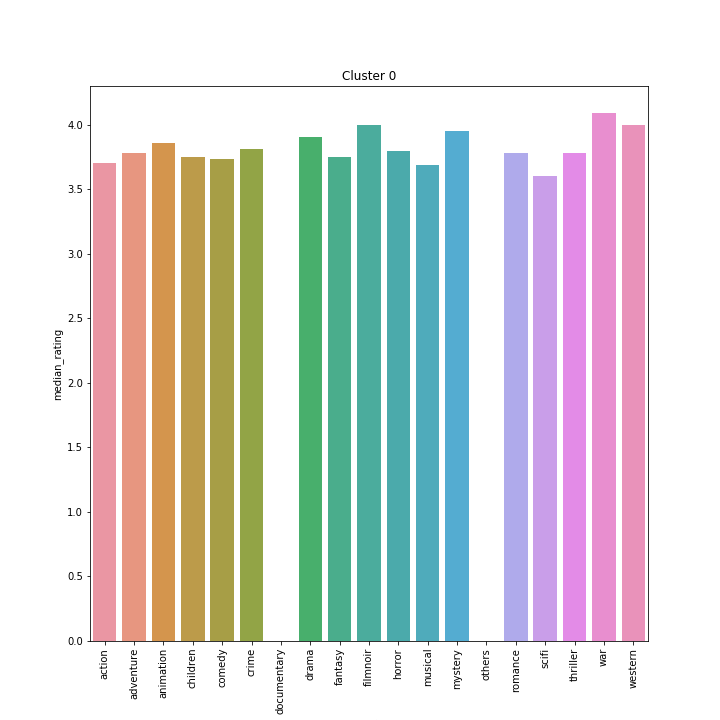 Cluster 0
median_rating
4.0
3.5
3.0
2.5
2.0
1.5
1.0
0.5
0.0
action
adventure
animation
children
comedy
crime
documentary
drama
fantasy
filmnoir
horror
musical
mystery
others
romance
scifi
thriller
war
western